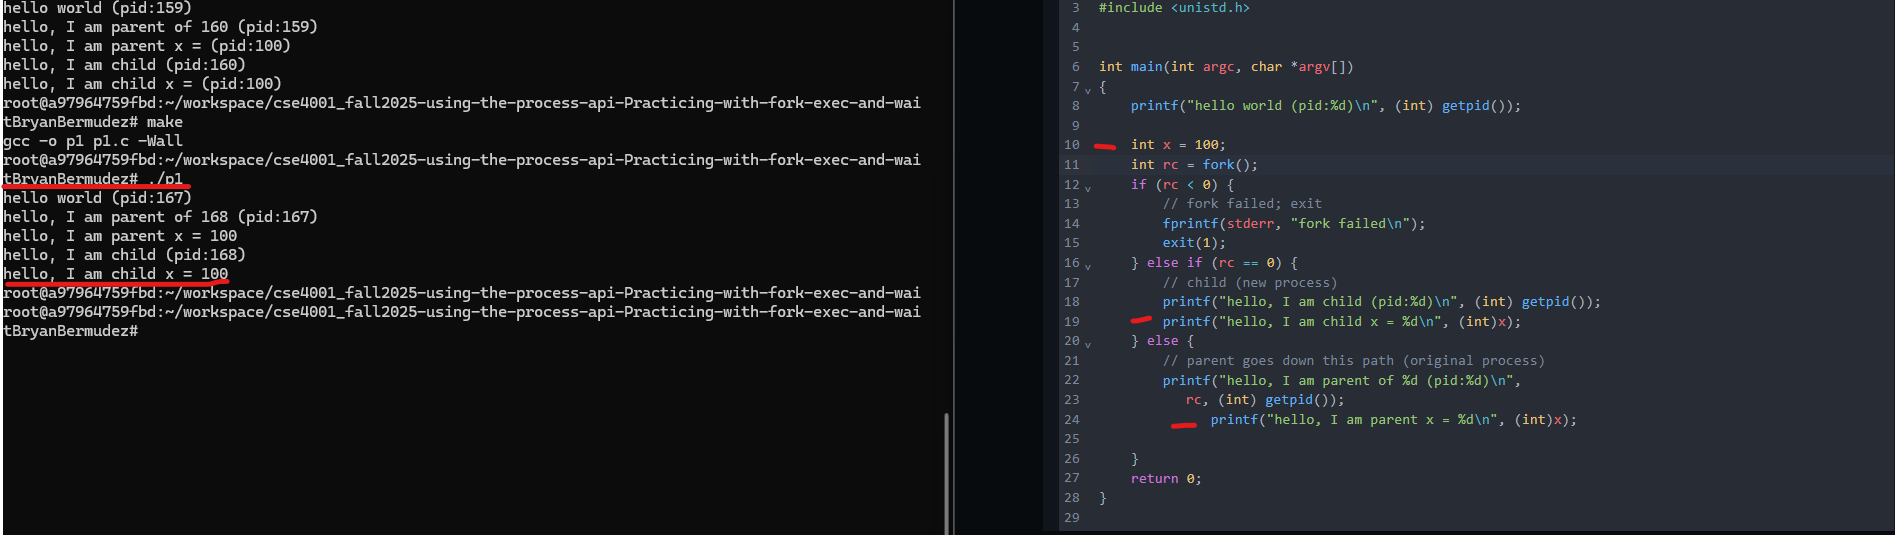 hello world (pid:159)
hello, I am parent of 160 (pid:159)
hello, I am parent x = (pid:100)
hello, I am child (pid:160)
hello, I am child x = (pid:100)
root@a97964759fbd:~/workspace/cse4001_fall2025-using-the-process-api-Practicing-with-fork-exec-and-wai
tBryanBermudez# make
gcc -o p1 p1.c -Wall
root@a97964759fbd:~/workspace/cse4001_fall2025-using-the-process-api-Practicing-with-fork-exec-and-wai
tBryanBermudez# ./p1
hello world (pid:167)
hello, I am parent of 168 (pid:167)
hello, I am parent x = 100
hello, I am child (pid:168)
hello, I am child x = 100
root@a97964759fbd:~/workspace/cse4001_fall2025-using-the-process-api-Practicing-with-fork-exec-and-wai
root@a97964759fbd:~/workspace/cse4001_fall2025-using-the-process-api-Practicing-with-fork-exec-and-wai
tBryanBermudez#
3 #include <unistd.h>
4
5
6 int main(int argc, char *argv[])
7 {
8     printf("hello world (pid:%d)\n", (int) getpid());
9
10     int x = 100;
11     int rc = fork();
12     if (rc < 0) {
13         // fork failed; exit
14         fprintf(stderr, "fork failed\n");
15         exit(1);
16     } else if (rc == 0) {
17         // child (new process)
18         printf("hello, I am child (pid:%d)\n", (int) getpid());
19         printf("hello, I am child x = %d\n", (int)x);
20     } else {
21         // parent goes down this path (original process)
22         printf("hello, I am parent of %d (pid:%d)\n",
23            rc, (int) getpid());
24               printf("hello, I am parent x = %d\n", (int)x);
25
26     }
27     return 0;
28 }
29